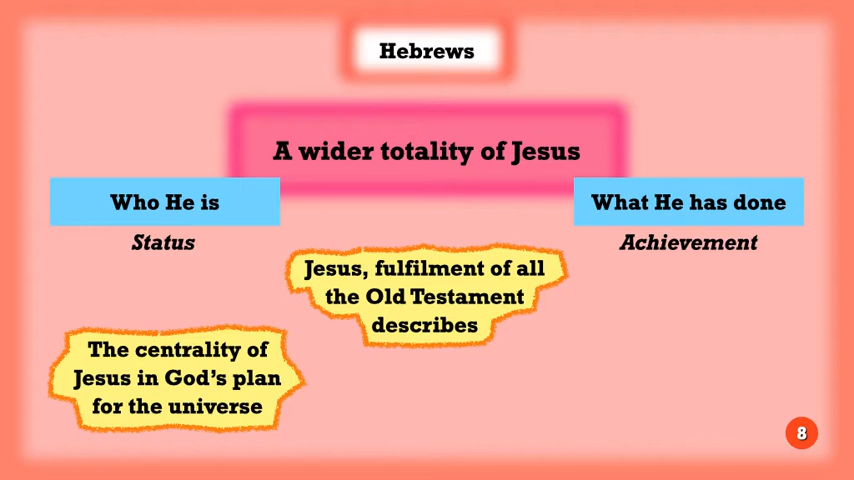 Hebrews
A wider totality of Jesus
Who He is
Status
What He has done
Achievement
Jesus, fulfilment of all
the Old Testament
describes
The centrality of
Jesus in God's plan
for the universe
8